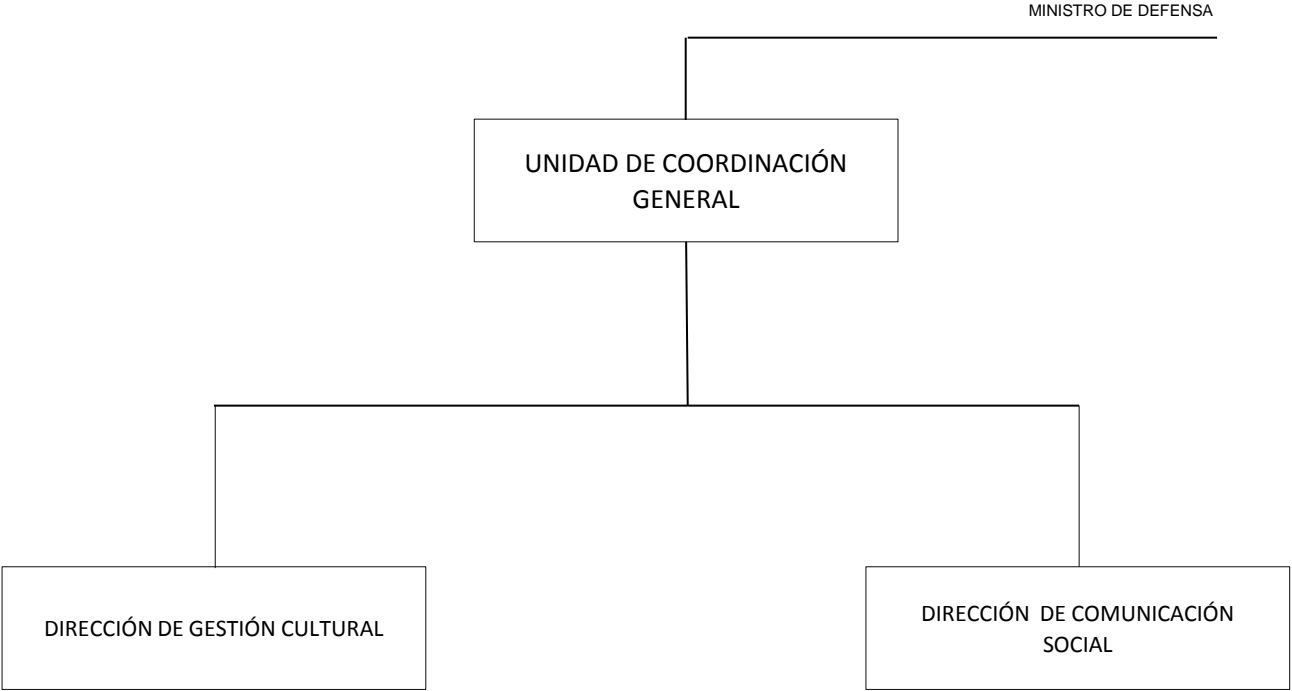 MINISTRO DE DEFENSA
UNIDAD DE COORDINACIÓN
GENERAL
DIRECCIÓN DE GESTIÓN CULTURAL
DIRECCIÓN DE COMUNICACIÓN
SOCIAL